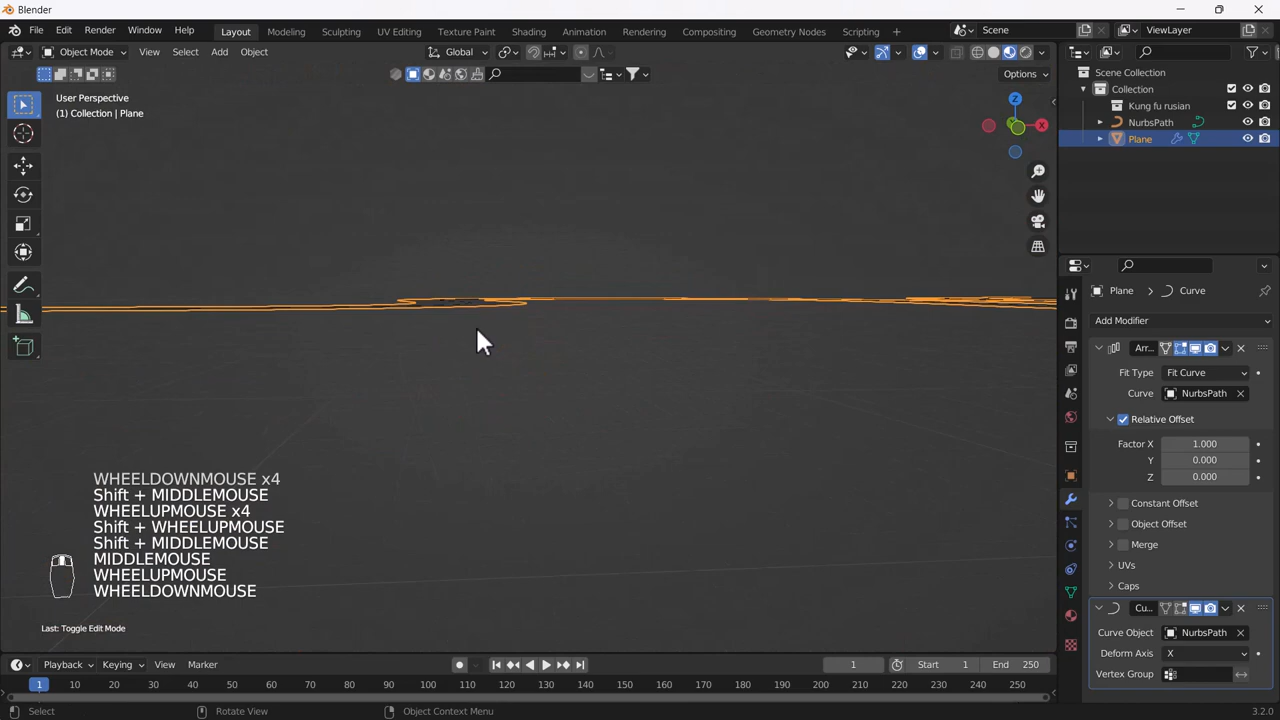 Blender
File Edit Render Window Help Layout Modeling Sculpting UV Editing Texture Paint Shading Animation Rendering Compositing Geometry Nodes Scripting + Scene ViewLayer
Object Mode View Select Add Object Global
Options
User Perspective
(1) Collection | Plane
Z
X
Y
Scene Collection
Collection
Kung fu rusian
NurbsPath
Plane
Plane > Curve
Add Modifier
Arr...
Fit Type Fit Curve
Curve NurbsPath
Relative Offset
Factor X 1.000
Y 0.000
Z 0.000
Constant Offset
Object Offset
Merge
UVs
Caps
Cu...
Curve Object NurbsPath
Deform Axis X
Vertex Group
WHEELDOWNMOUSE x4
Shift + MIDDLEMOUSE
WHEELUPMOUSE x4
Shift + WHEELUPMOUSE
Shift + MIDDLEMOUSE
MIDDLEMOUSE
WHEELUPMOUSE
WHEELDOWNMOUSE
Last: Toggle Edit Mode
Playback Keying View Marker 1 Start 1 End 250
1 10 20 30 40 50 60 70 80 90 100 110 120 130 140 150 160 170 180 190 200 210 220 230 240 250
Select Rotate View Object Context Menu 3.2.0